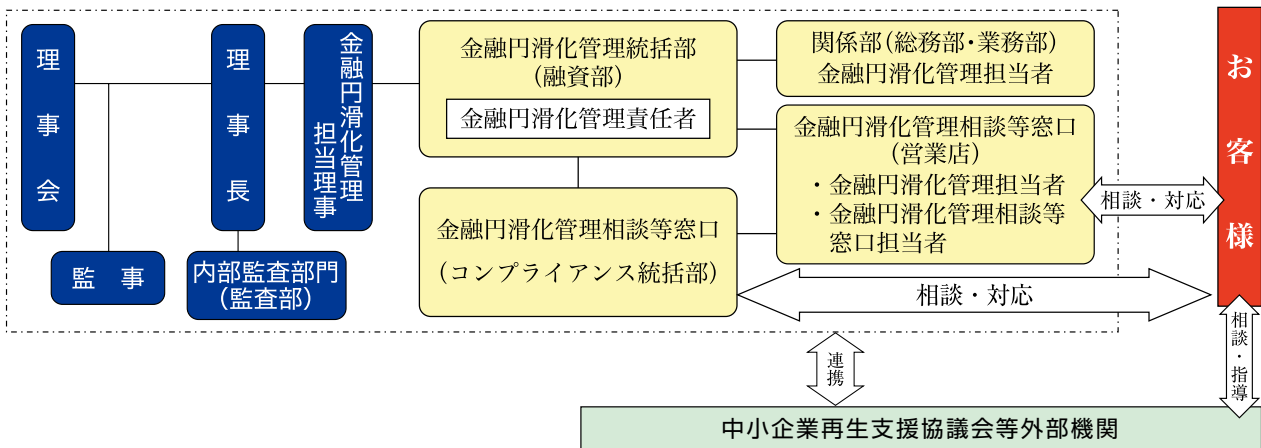 理事会
監　事
理事長
内部監査部門
（監査部）
金融円滑化管理
担当理事
金融円滑化管理統括部
（融資部）
金融円滑化管理責任者
金融円滑化管理相談等窓口
（コンプライアンス統括部）
関係部（総務部・業務部）
金融円滑化管理担当者
金融円滑化管理相談等窓口
（営業店）
・金融円滑化管理担当者
・金融円滑化管理相談等
窓口担当者
相談・対応
相談・対応
お客様
連携
相談・指導
中小企業再生支援協議会等外部機関